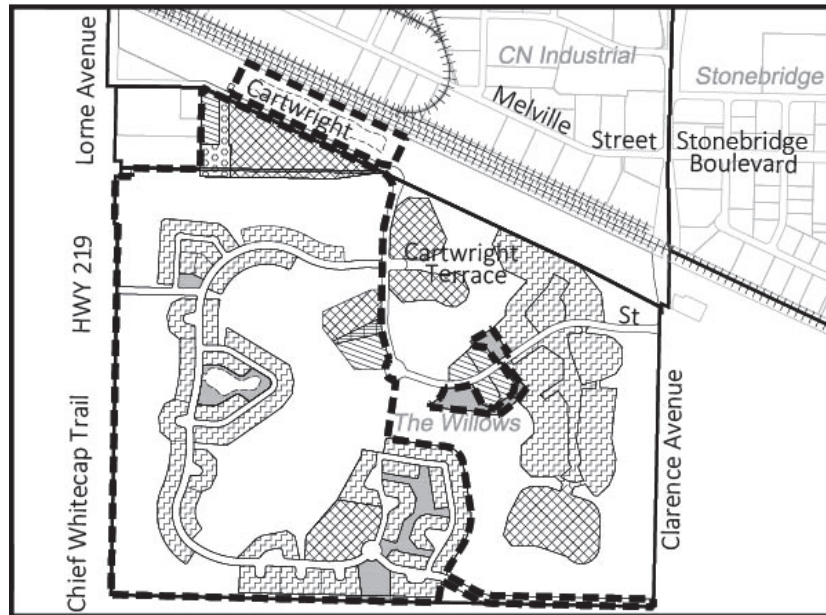 Lorne Avenue
CN Industrial
Stonebridge
Cartwright
Melville
Street
Stonebridge
Boulevard
HWY 219
Cartwright
Terrace
St
The Willows
Chief Whitecap Trail
Clarence Avenue